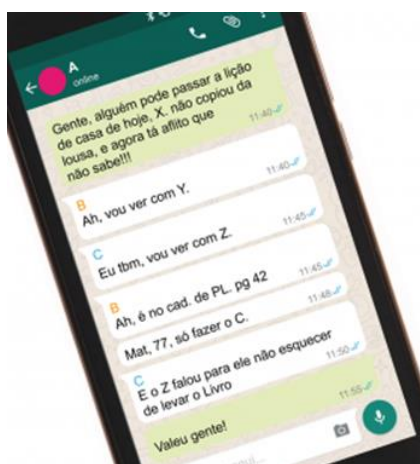 A
online
Gente, alguém pode passar a lição
de casa de hoje, X. não copiou da
lousa, e agora tá aflito que
não sabe!!!
11:40
B
Ah, vou ver com Y.
11:40
C
Eu tbm, vou ver com Z.
11:45
B
Ah, é no cad. de PL. pg 42
11:45
Mat, 77, só fazer o C.
11:48
C
E o Z falou para ele não esquecer
de levar o Livro
11:50
Valeu gente!
11:55